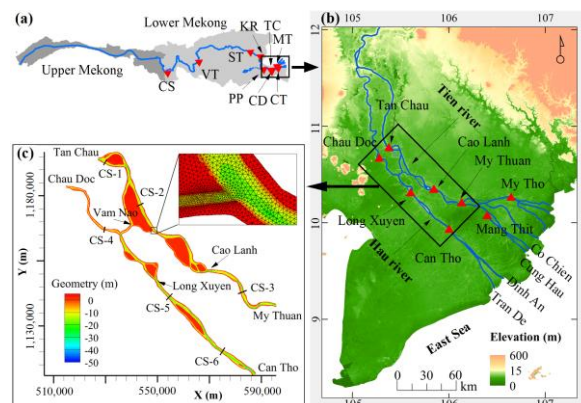 (a)
Lower Mekong
KR TC
MT
ST
Upper Mekong
CS
VT
PP
CD CT
(b)
105 106 107
12
11
10
9
Tan Chau
Tien river
Chau Doc
Cao Lanh
My Thuan
My Tho
Long Xuyen
Mang Thit
Hau river
Can Tho
Co Chien
Cung Hau
Dinh An
Tran De
East Sea
Elevation (m)
600
-15
0 15 30 60
km
105 106 107
(c)
Tan Chau
CS-1
Chau Doc
CS-2
1,180,000
Vam Nao
CS-4
Cao Lanh
Y (m)
Geometry (m)
0
-10
-20
-30
-40
-50
Long Xuyen
CS-3
CS-5
My Thuan
1,130,000
CS-6
Can Tho
510,000 550,000 590,000
X (m)